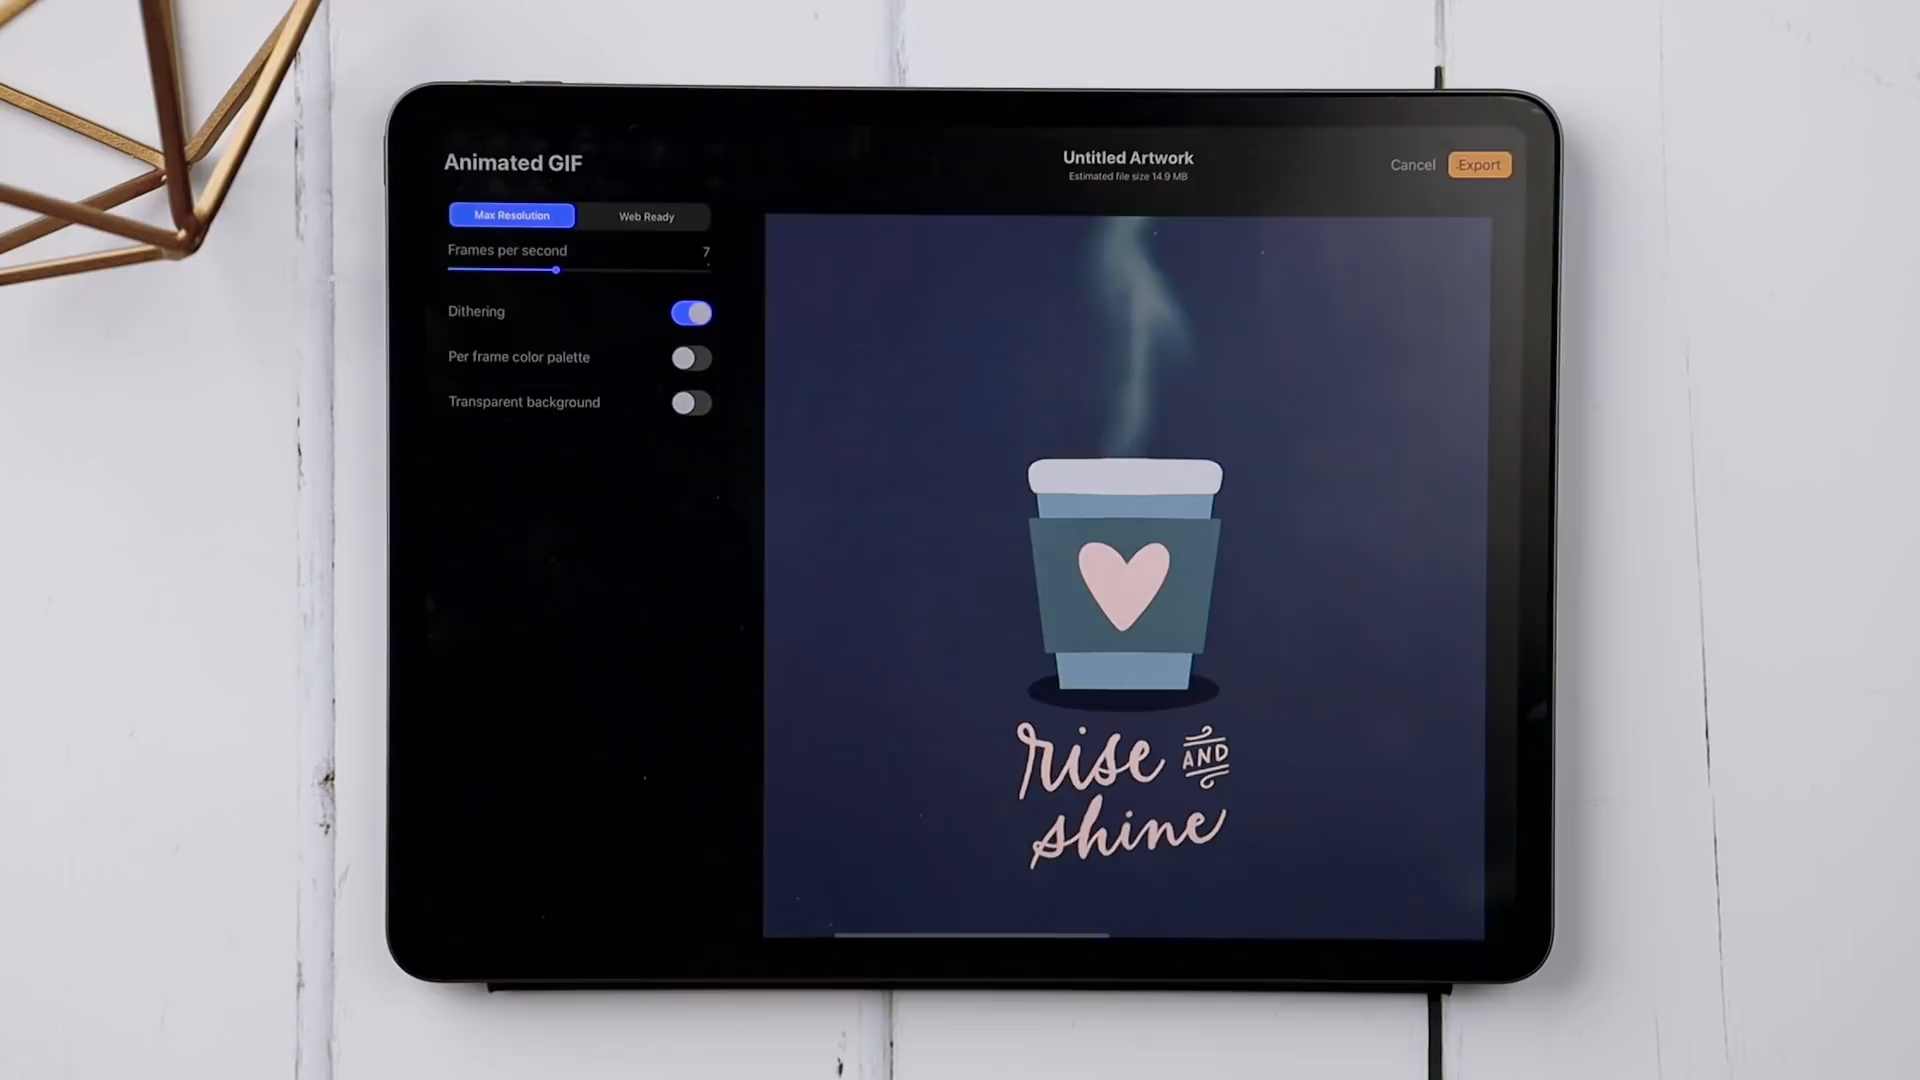 Animated GIF
Untitled Artwork
Estimated file size 14.9 MB
Cancel
Export
Max Resolution
Web Ready
Frames per second
7
Dithering
Per frame color palette
Transparent background
rise AND
shine